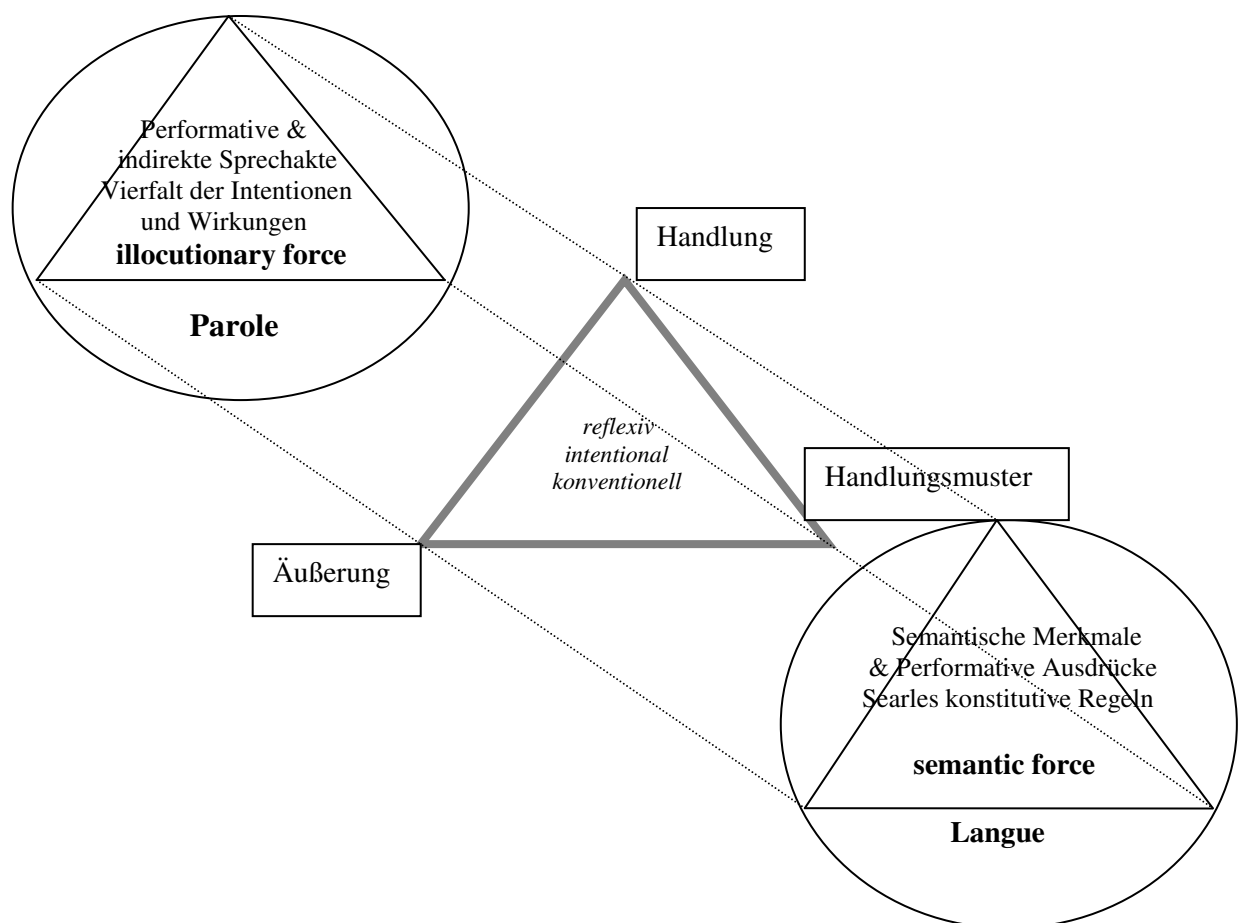 Performative &
indirekte Sprechakte
Vierfalt der Intentionen
und Wirkungen
illocutionary force
Parole
Handlung
reflexiv
intentional
konventionell
Handlungsmuster
Äußerung
Semantische Merkmale
& Performative Ausdrücke
Searles konstitutive Regeln
semantic force
Langue